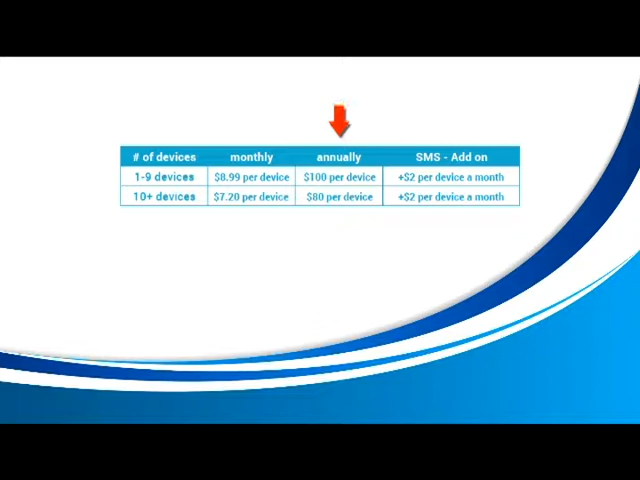 # of devices monthly annually SMS - Add on
1-9 devices $8.99 per device $100 per device +$2 per device a month
10+ devices $7.20 per device $80 per device +$2 per device a month